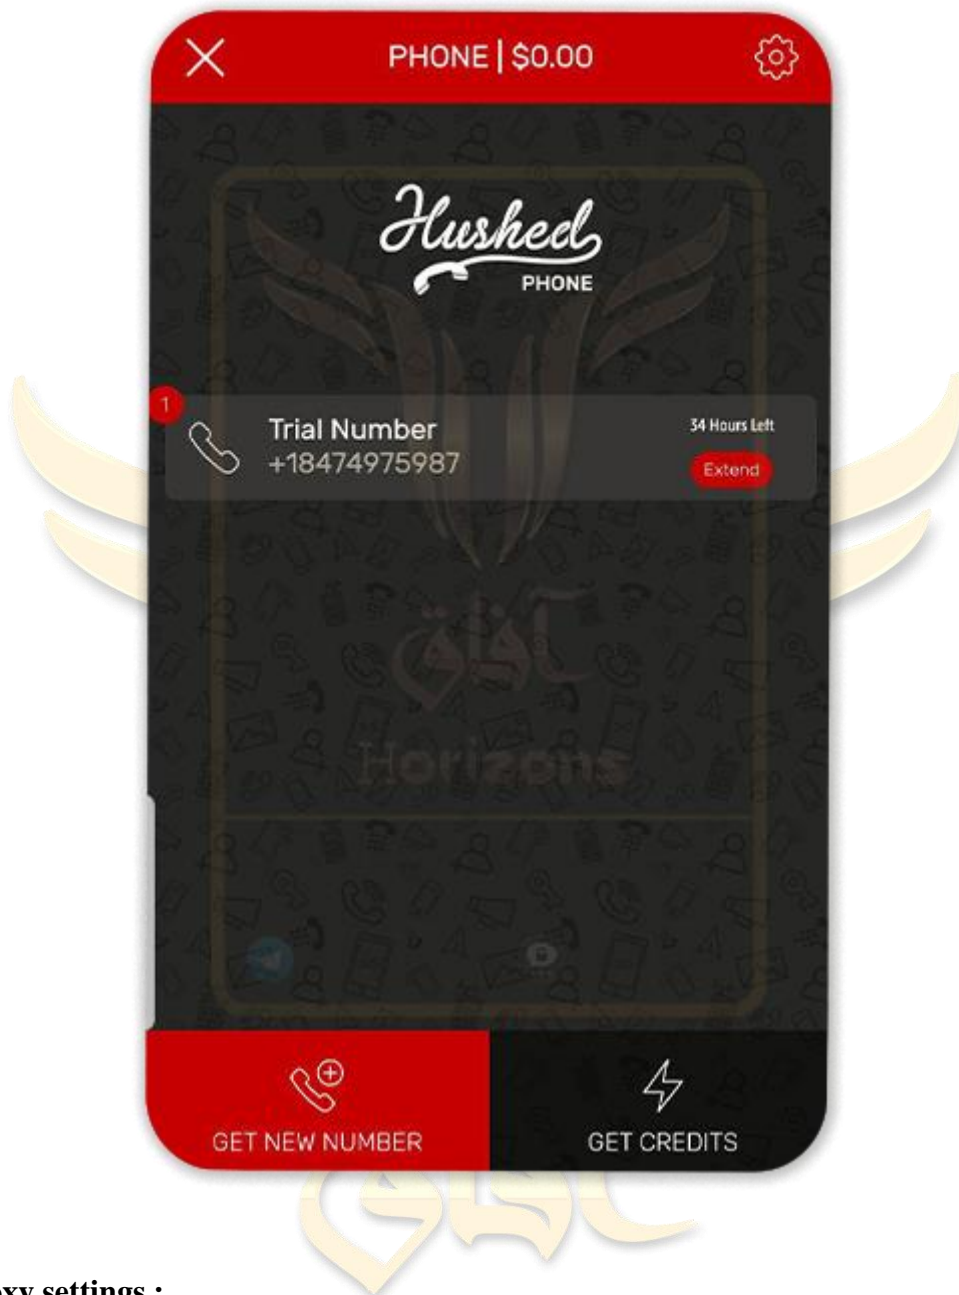 PHONE | $0.00
Hushed
PHONE
1
Trial Number
34 Hours Left
+18474975987
Extend
آفاق
Horizons
GET NEW NUMBER
GET CREDITS
آفاق
settings :